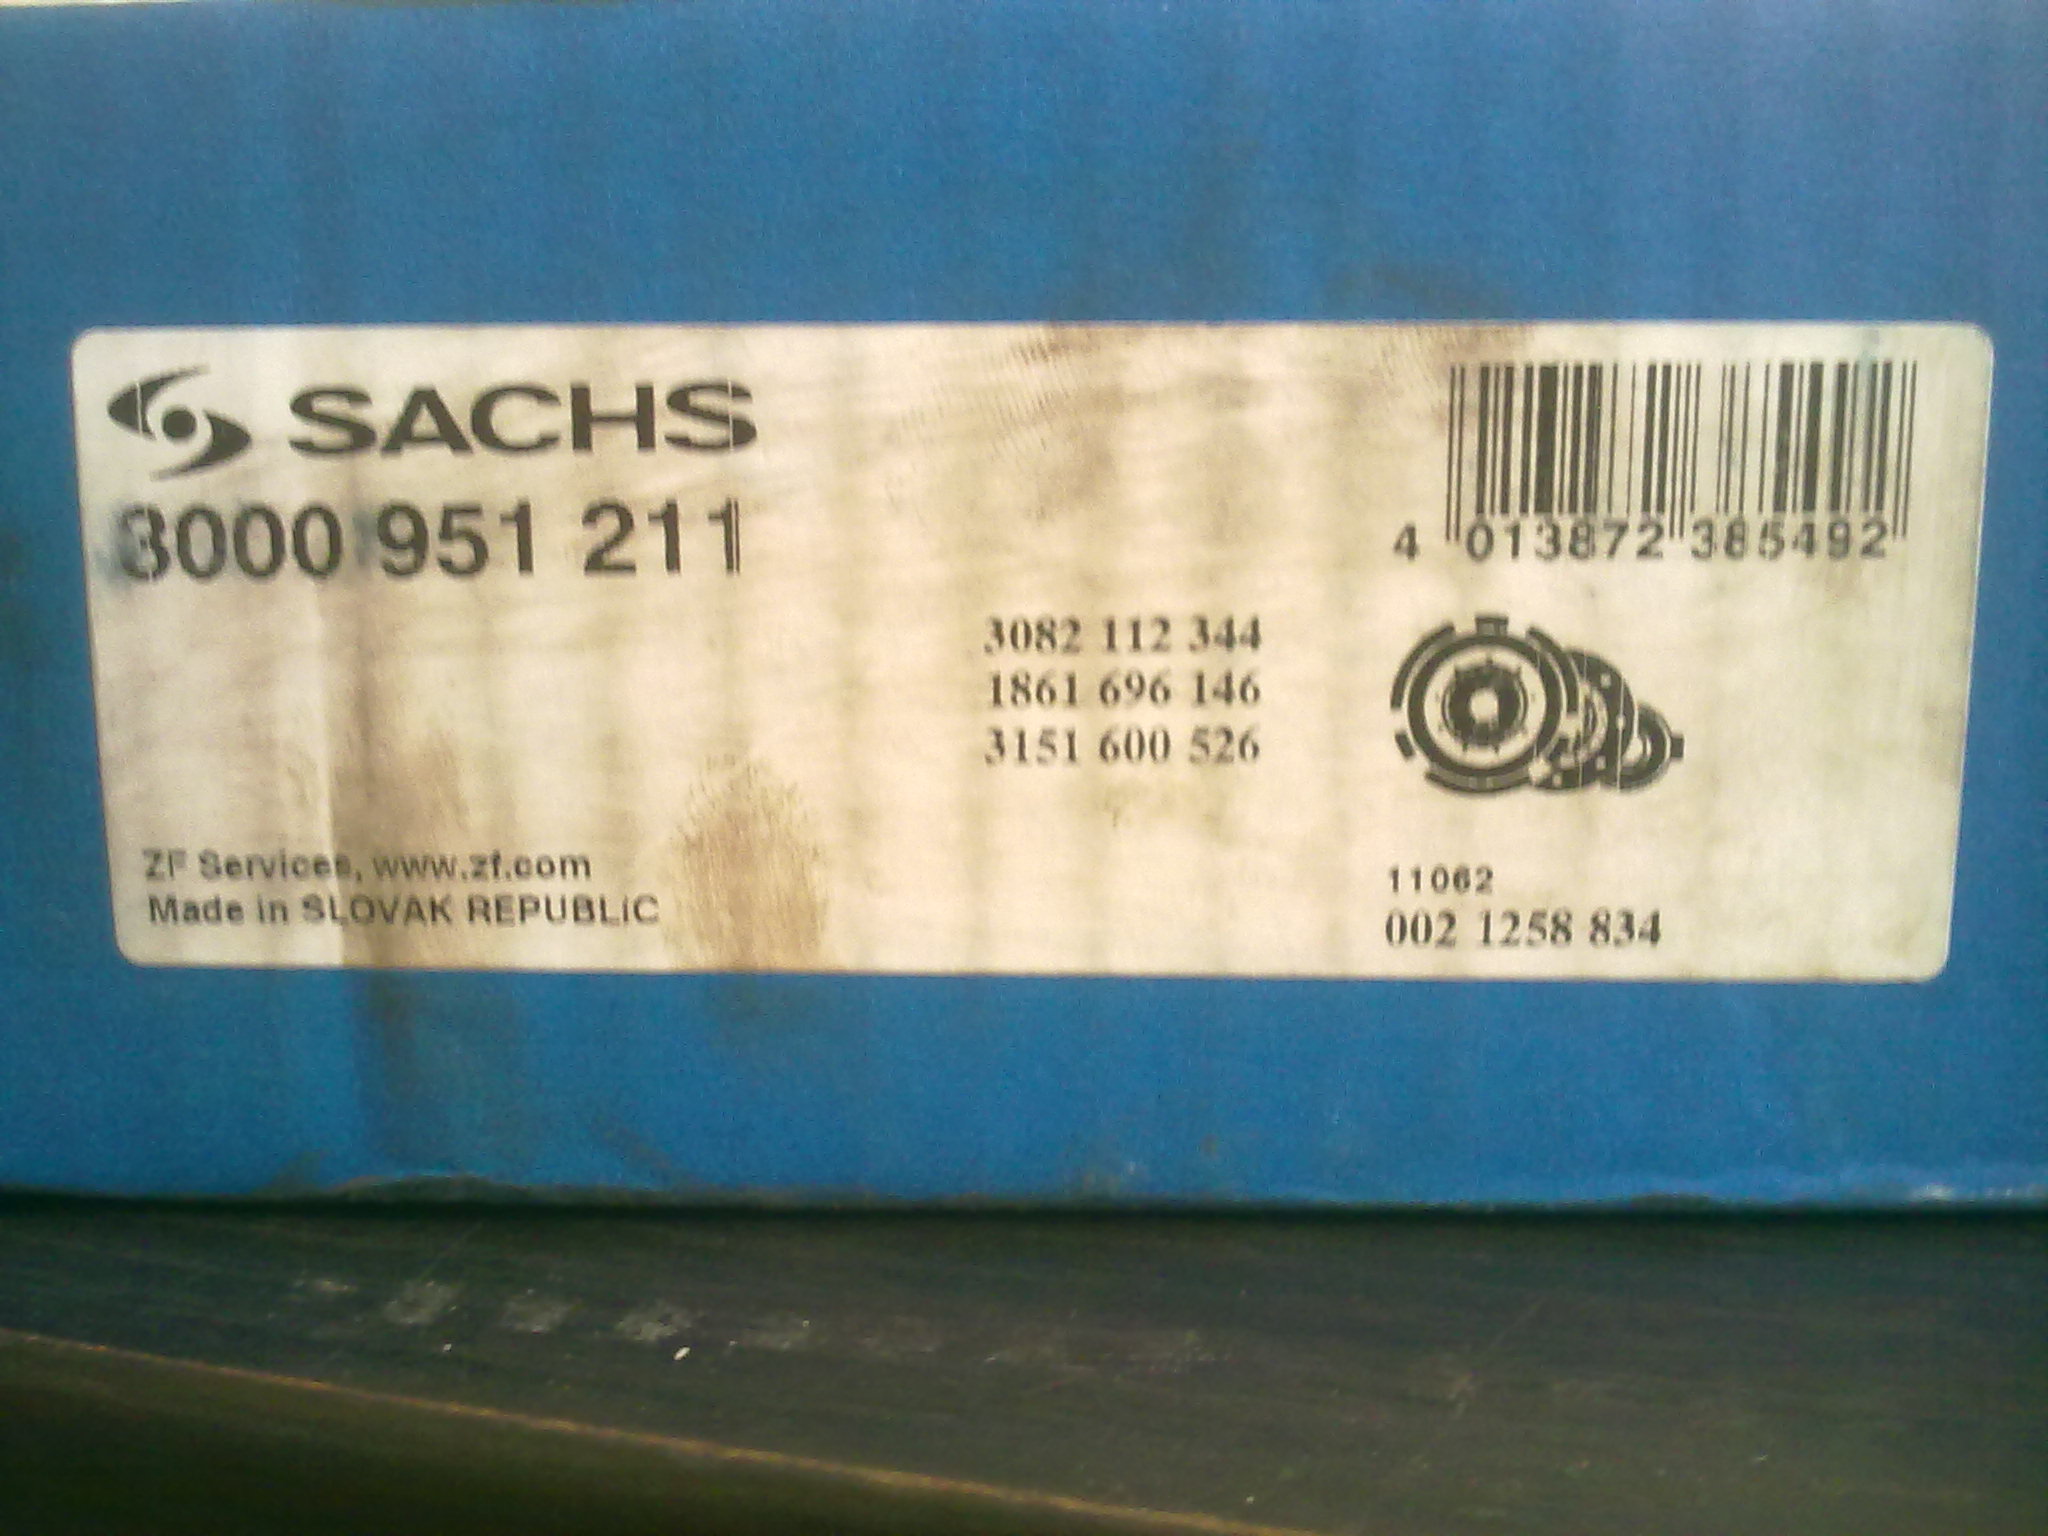 SACHS
3000 951 211
4 013872 385492
3082 112 344
1861 696 146
3151 600 526
ZF Services, www.zf.com
Made in SLOVAK REPUBLIC
11062
002 1258 834